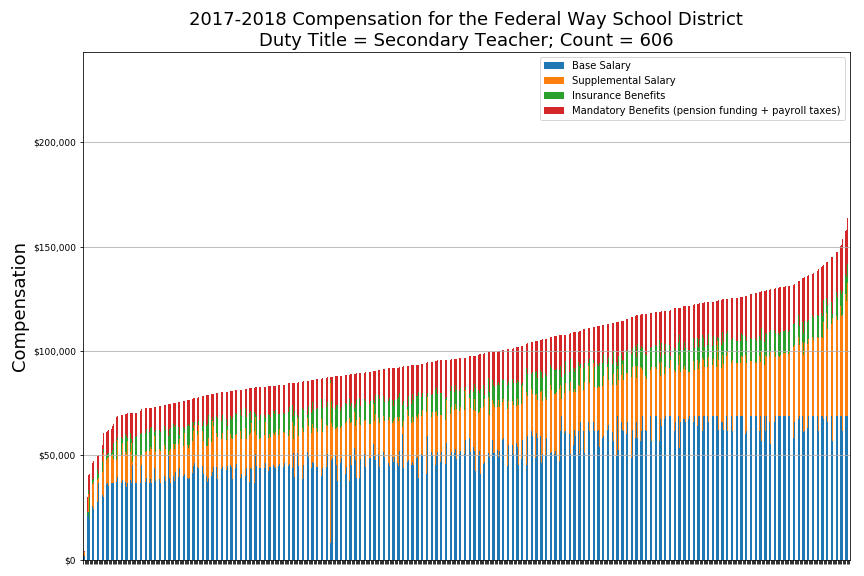 2017-2018 Compensation for the Federal Way School District
Duty Title = Secondary Teacher; Count = 606
Base Salary
Supplemental Salary
Insurance Benefits
Mandatory Benefits (pension funding + payroll taxes)
Compensation
$200,000
$150,000
$100,000
$50,000
$0